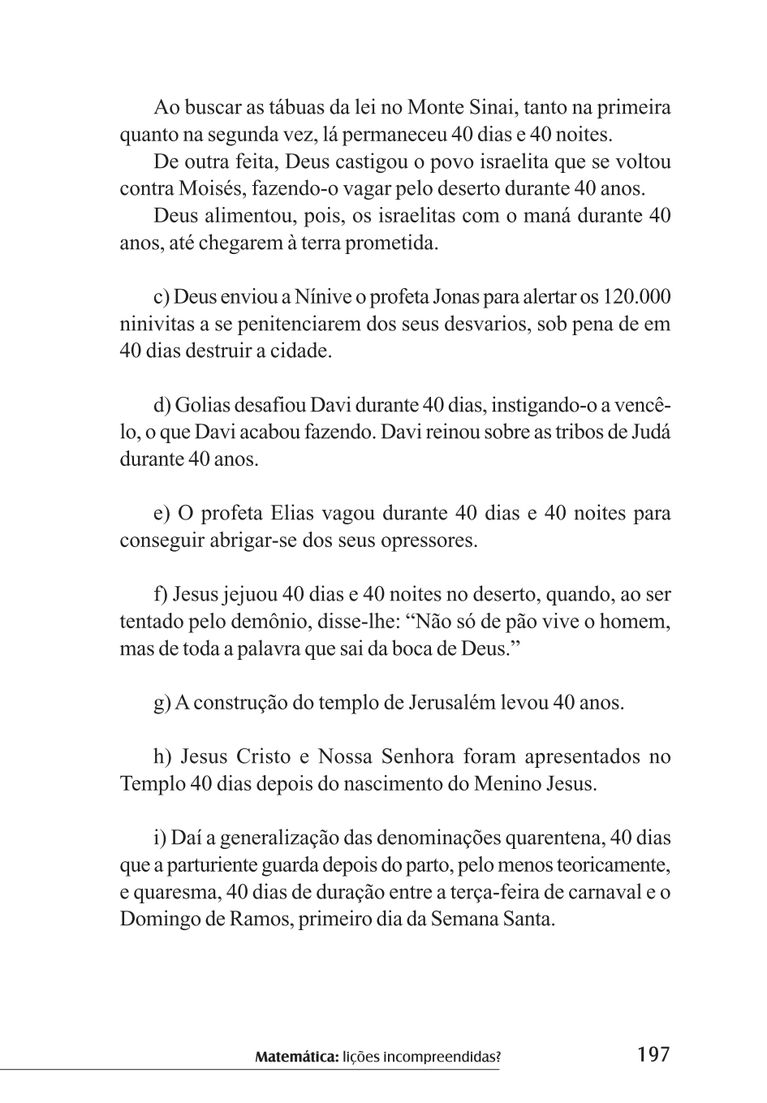 Ao buscar as tábuas da lei no Monte Sinai, tanto na primeira
quanto na segunda vez, lá permaneceu 40 dias e 40 noites.
De outra feita, Deus castigou o povo israelita que se voltou
contra Moisés, fazendo-o vagar pelo deserto durante 40 anos.
Deus alimentou, pois, os israelitas com o maná durante 40
anos, até chegarem à terra prometida.
c) Deus enviou a Nínive o profeta Jonas para alertar os 120.000
ninivitas a se penitenciarem dos seus desvarios, sob pena de em
40 dias destruir a cidade.
d) Golias desafiou Davi durante 40 dias, instigando-o a vencê-
lo, o que Davi acabou fazendo. Davi reinou sobre as tribos de Judá
durante 40 anos.
e) O profeta Elias vagou durante 40 dias e 40 noites para
conseguir abrigar-se dos seus opressores.
f) Jesus jejuou 40 dias e 40 noites no deserto, quando, ao ser
tentado pelo demônio, disse-lhe: “Não só de pão vive o homem,
mas de toda a palavra que sai da boca de Deus.”
g) A construção do templo de Jerusalém levou 40 anos.
h) Jesus Cristo e Nossa Senhora foram apresentados no
Templo 40 dias depois do nascimento do Menino Jesus.
i) Daí a generalização das denominações quarentena, 40 dias
que a parturiente guarda depois do parto, pelo menos teoricamente,
e quaresma, 40 dias de duração entre a terça-feira de carnaval e o
Domingo de Ramos, primeiro dia da Semana Santa.
Matemática: lições incompreendidas? 197